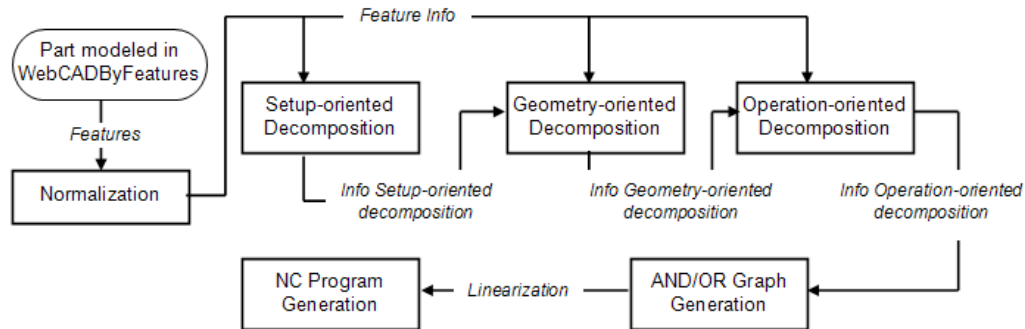 Feature Info
Part modeled in
WebCADByFeatures
Features
Normalization
Setup-oriented
Decomposition
Geometry-oriented
Decomposition
Operation-oriented
Decomposition
Info Setup-oriented
decomposition
Info Geometry-oriented
decomposition
Info Operation-oriented
decomposition
AND/OR Graph
Generation
Linearization
NC Program
Generation